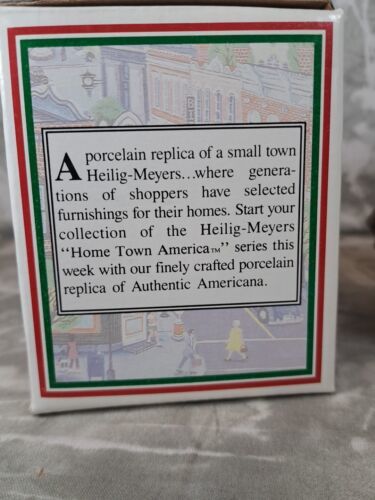 A porcelain replica of a small town
Heilig-Meyers...where genera-
tions of shoppers have selected
furnishings for their homes. Start your
collection of the Heilig-Meyers
“Home Town America™” series this
week with our finely crafted porcelain
replica of Authentic Americana.